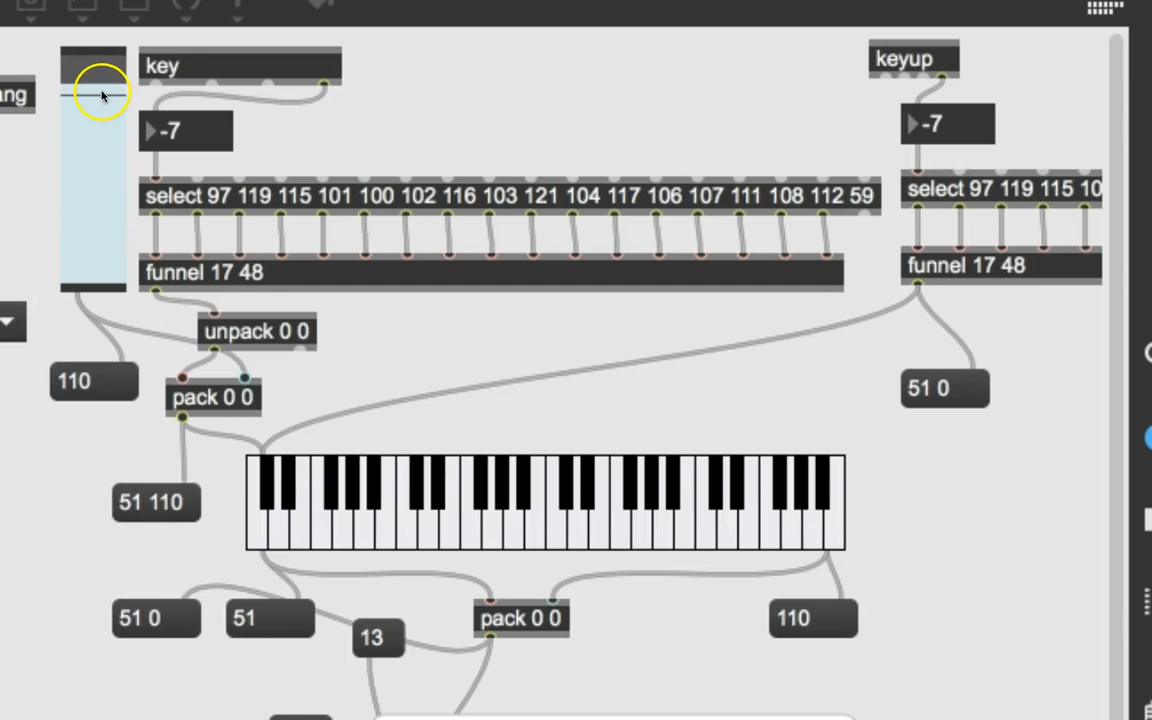 ang
key
keyup
-7
-7
select 97 119 115 101 100 102 116 103 121 104 117 106 107 111 108 112 59
select 97 119 115 10
funnel 17 48
funnel 17 48
unpack 0 0
110
pack 0 0
51 0
51 110
51 0
51
13
pack 0 0
110